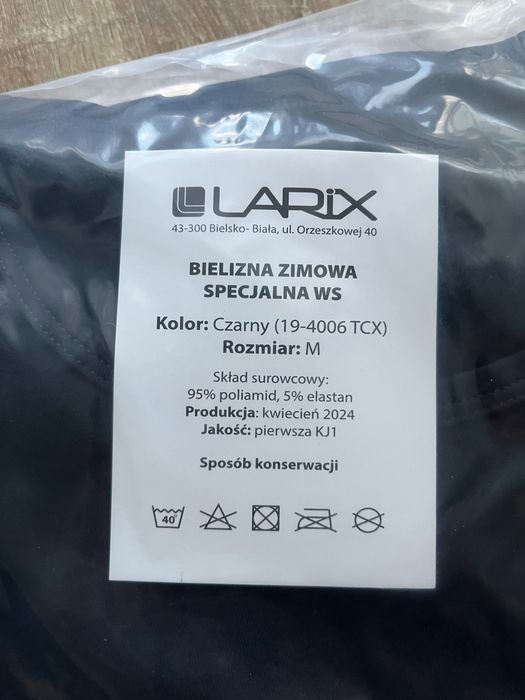 LARiX
43-300 Bielsko- Biała, ul. Orzeszkowej 40
BIELIZNA ZIMOWA
SPECJALNA WS
Kolor: Czarny (19-4006 TCX)
Rozmiar: M
Skład surowcowy:
95% poliamid, 5% elastan
Produkcja: kwiecień 2024
Jakość: pierwsza KJ1
Sposób konserwacji
40°